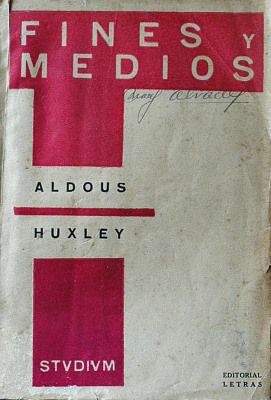 FINES Y
MEDIOS
ALDOUS
HUXLEY
STVDIVM
EDITORIAL
LETRAS